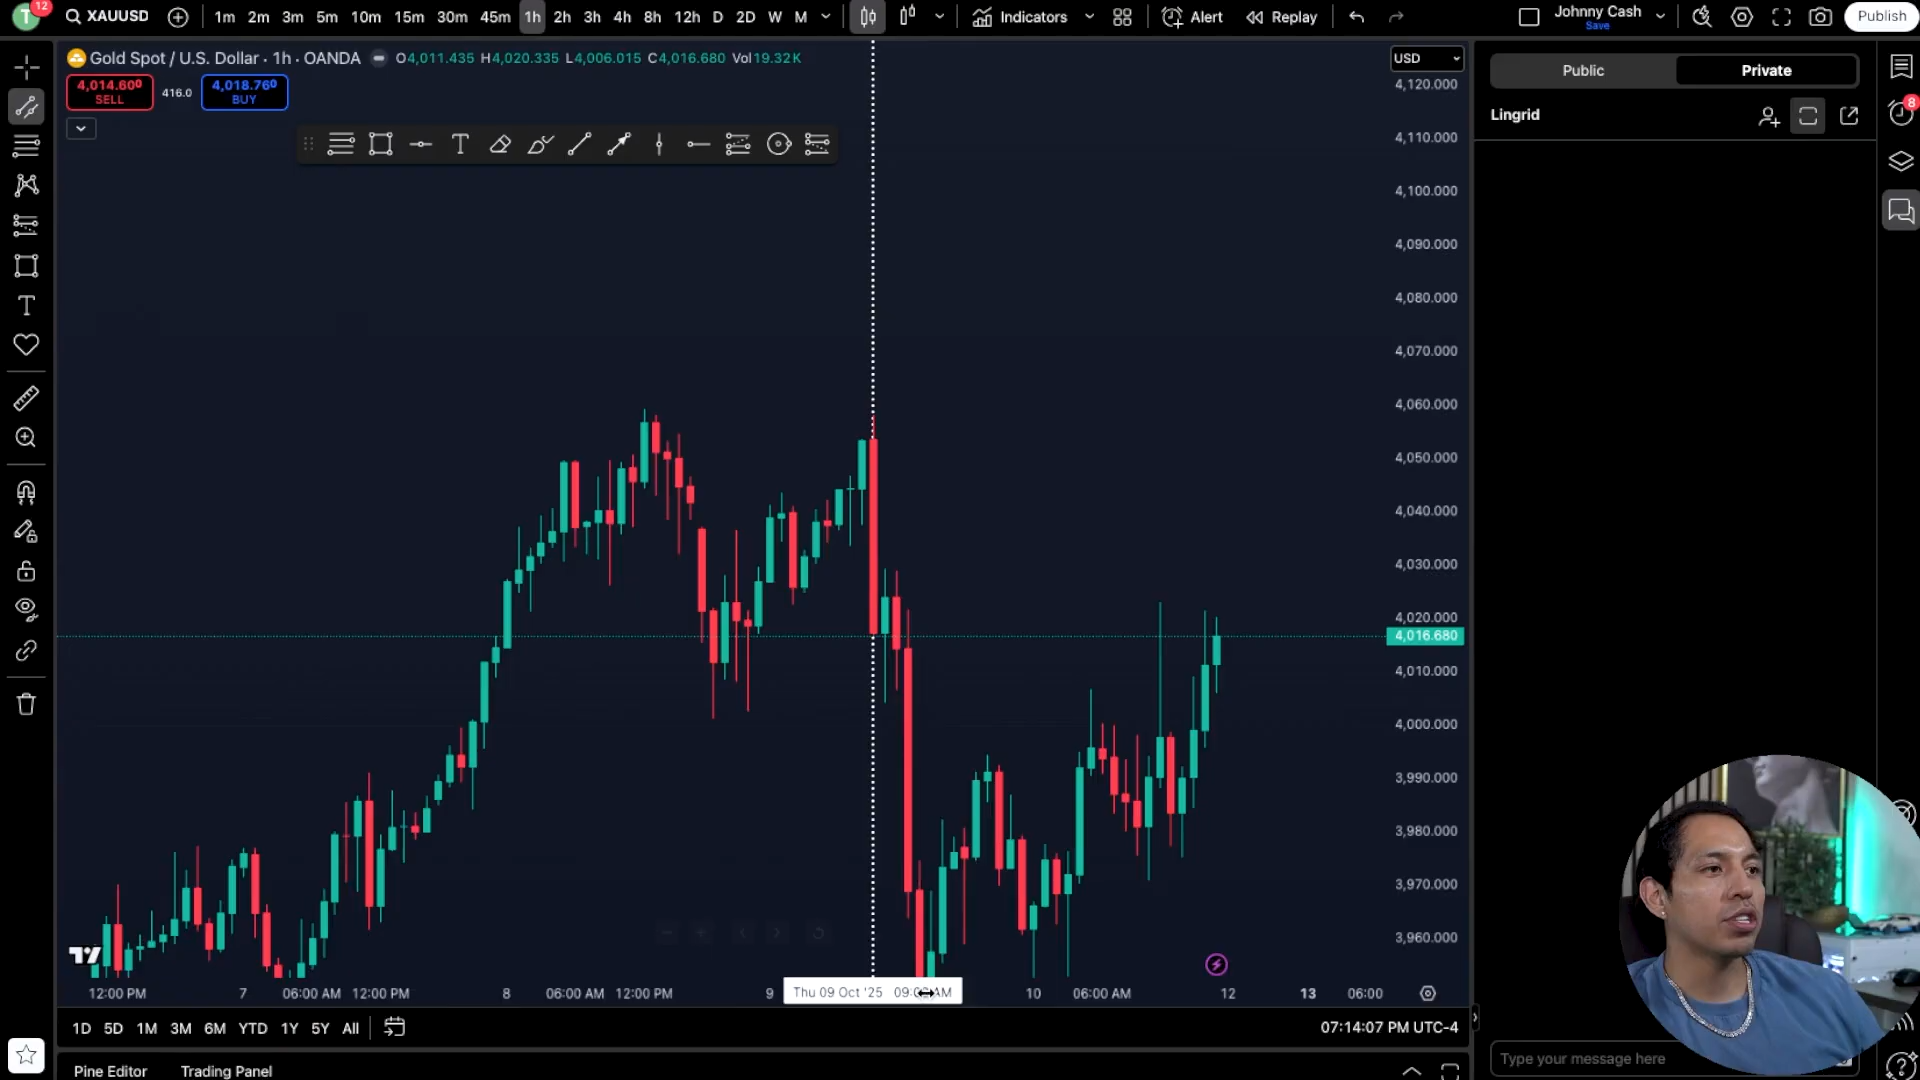 T 12 XAUUSD 1m 2m 3m 5m 10m 15m 30m 45m 1h 2h 3h 4h 8h 12h D 2D W M Indicators Alert Replay Johnny Cash Publish
Save
Gold Spot / U.S. Dollar · 1h · OANDA O4,011.435 H4,020.335 L4,006.015 C4,016.680 Vol19.32K
USD
Public Private
4,014.600 SELL
416.0
4,018.760 BUY
Lingrid
8
T
T
4,120.000
4,110.000
4,100.000
4,090.000
4,080.000
4,070.000
4,060.000
4,050.000
4,040.000
4,030.000
4,020.000
4,016.680
4,010.000
4,000.000
3,990.000
3,980.000
3,970.000
3,960.000
12:00 PM 7 06:00 AM 12:00 PM 8 06:00 AM 12:00 PM 9 Thu 09 Oct '25 10 06:00 AM 12 13 06:00
1D 5D 1M 3M 6M YTD 1Y 5Y All
07:14:07 PM UTC-4
Type your message here
Pine Editor Trading Panel